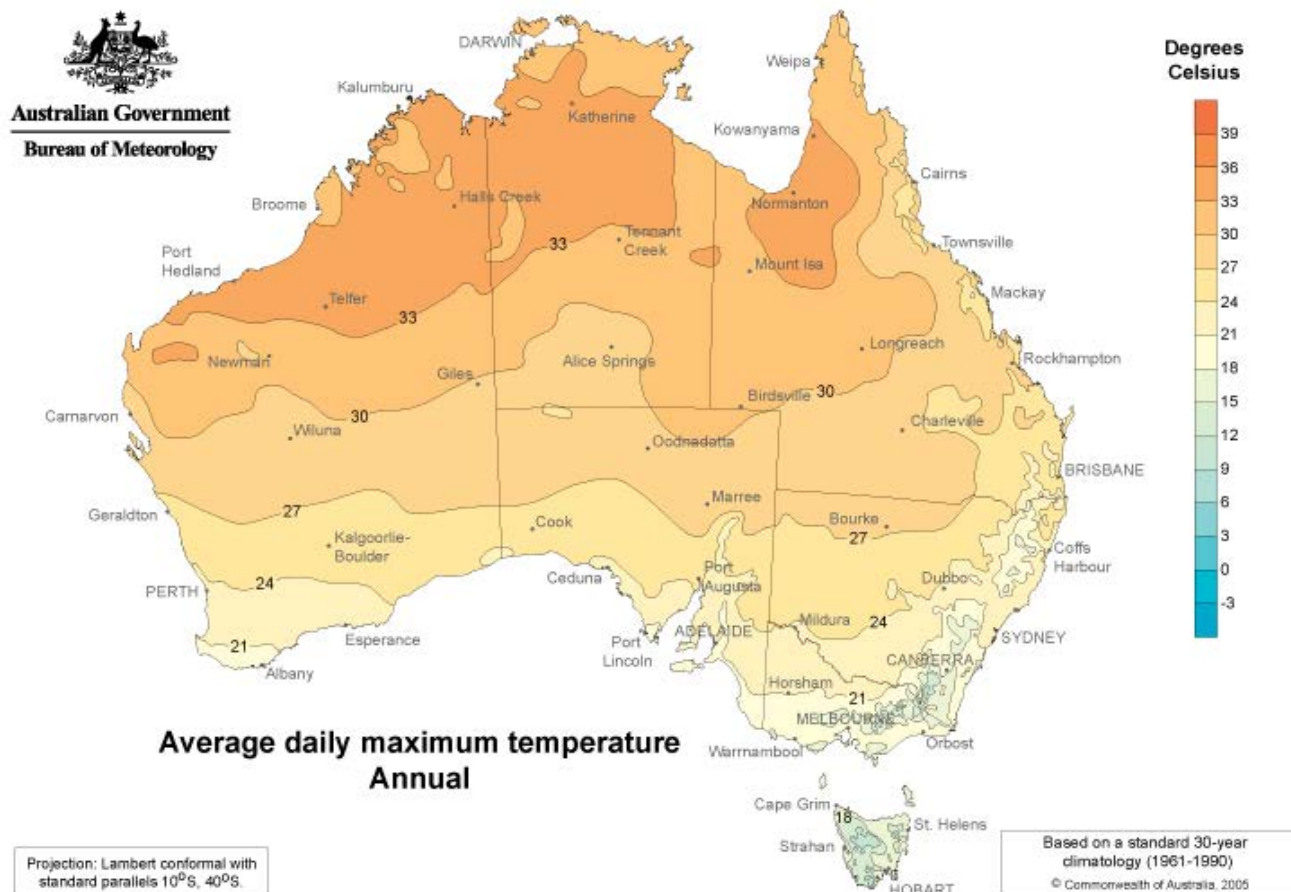 Australian Government
Bureau of Meteorology
DARWIN
Weipa
Degrees
Celsius
Kalumburu
Katherine
Kowanyama
39
36
33
30
27
24
21
18
15
12
9
6
3
0
-3
Cairns
Broome
Halls Creek
Normanton
Tennant
Creek
33
Townsville
Port
Hedland
Mount Isa
Telfer
33
Mackay
Newman
Alice Springs
Longreach
Rockhampton
Giles
30
Birdsville
Carnarvon
30
Wiluna
Charleville
Oodnadatta
BRISBANE
Geraldton
27
Marree
Cook
Bourke
27
Kalgoorlie-
Boulder
Coffs
Harbour
24
PERTH
Ceduna
Port
Augusta
Dubbo
Esperance
ADELAIDE
Mildura
24
SYDNEY
21
Albany
Port
Lincoln
CANBERRA
Horsham
21
MELBOURNE
Warrnambool
Orbost
Average daily maximum temperature
Annual
Cape Grim
18
St. Helens
Strahan
HOBART
Projection: Lambert conformal with
standard parallels 10ºS, 40ºS.
Based on a standard 30-year
climatology (1961-1990)
© Commonwealth of Australia, 2005